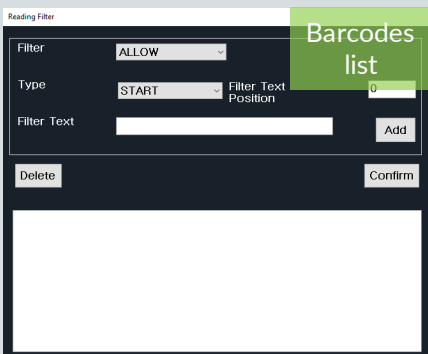 Reading Filter
Barcodes
list
Filter
ALLOW
Type
START
Filter Text
Position
0
Filter Text
Add
Delete
Confirm